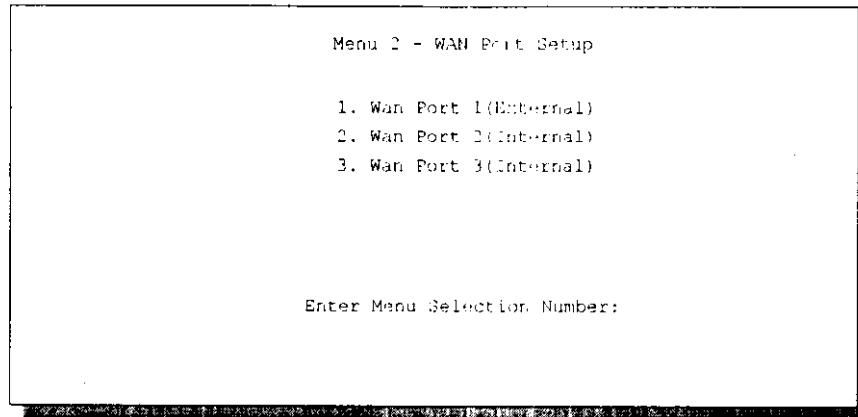 Menu 2 - WAN Port Setup
1. Wan Port 1(External)
2. Wan Port 2(Internal)
3. Wan Port 3(Internal)
Enter Menu Selection Number: